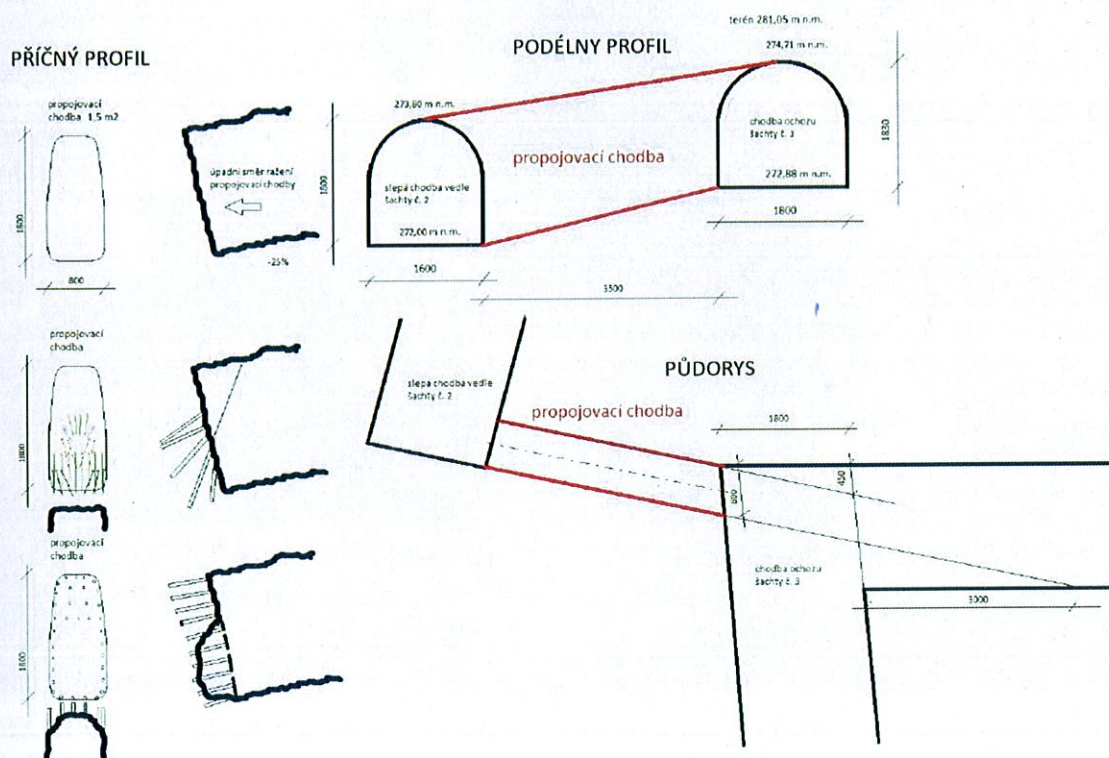 PŘÍČNÝ PROFIL
propojovací
chodba 1,5 m2
1800
800
úpadní směr ražení
propojovací chodby
-25%
PODÉLNY PROFIL
terén 281,05 m n.m.
274,71 m n.m.
273,60 m n.m.
1600
slepá chodba vedle
šachty č. 2
272,00 m n.m.
1600
propojovací chodba
chodba ochozu
šachty č. 3
272,88 m n.m.
1830
1800
3500
propojovací
chodba
1800
propojovací
chodba
1600
PŮDORYS
slepá chodba vedle
šachty č. 2
propojovací chodba
1800
800
450
chodba ochozu
šachty č. 3
3000